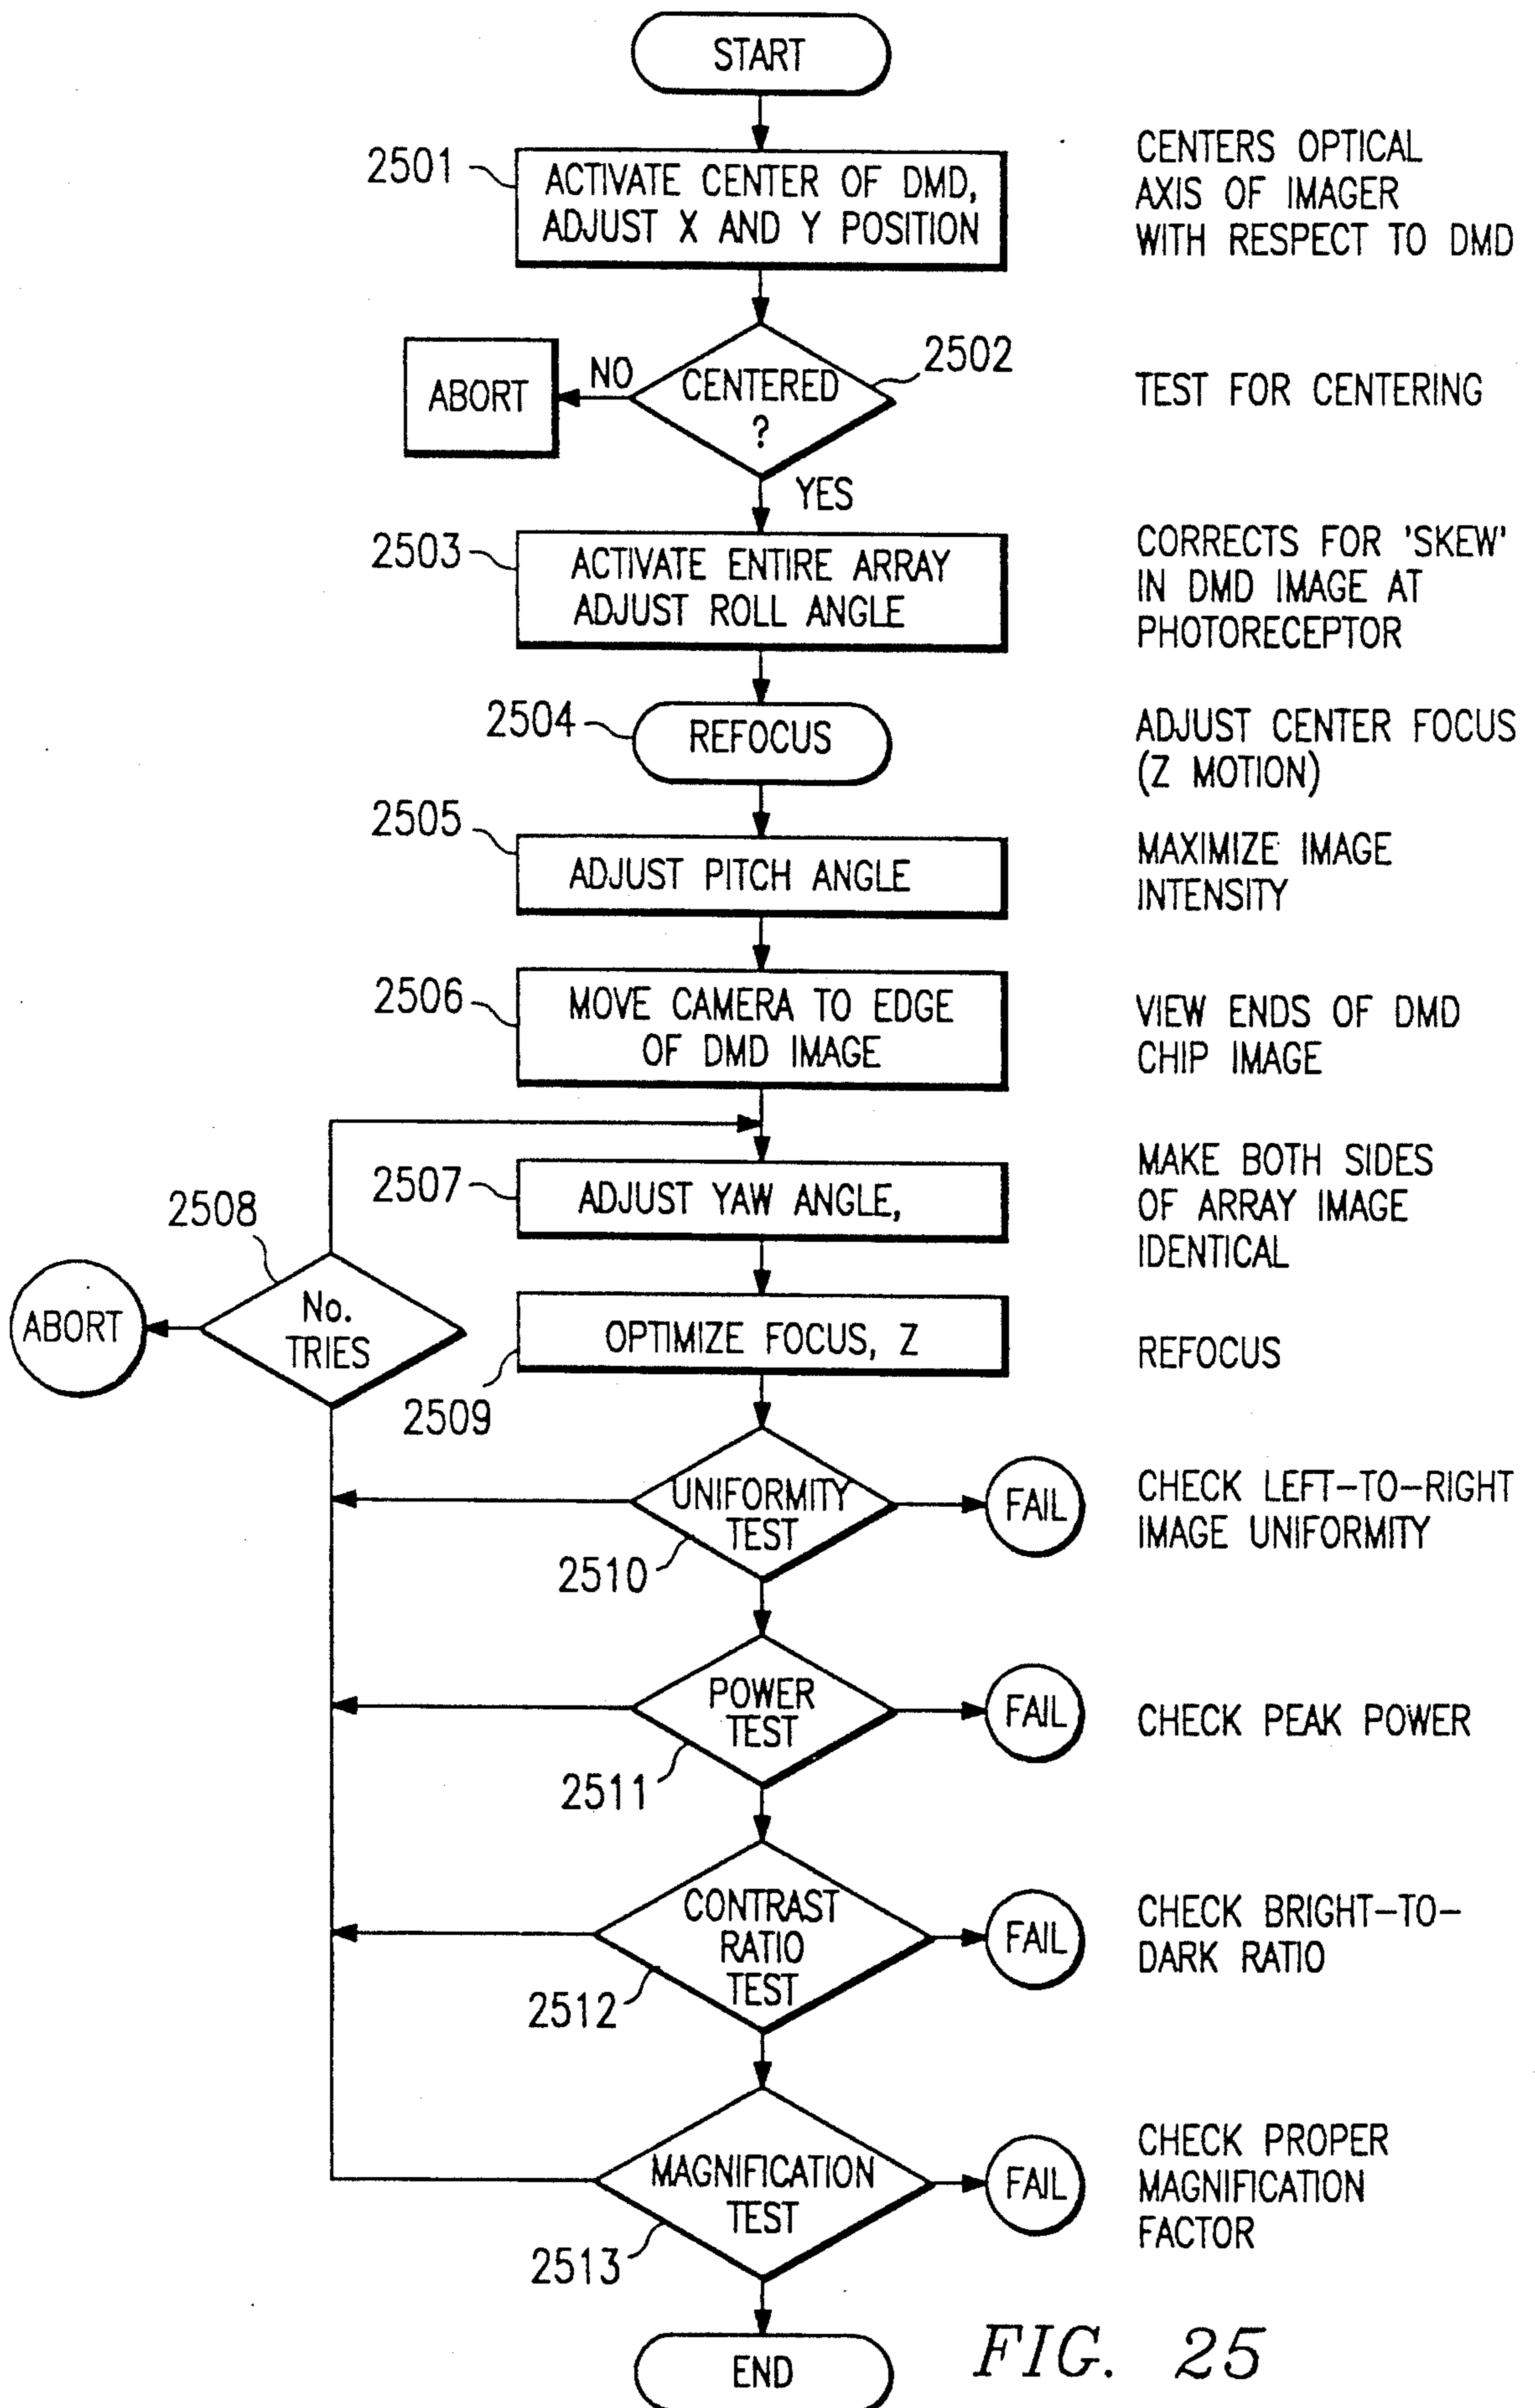 START
2501
ACTIVATE CENTER OF DMD,
ADJUST X AND Y POSITION
CENTERS OPTICAL
AXIS OF IMAGER
WITH RESPECT TO DMD
ABORT
NO
CENTERED
?
2502
TEST FOR CENTERING
YES
2503
ACTIVATE ENTIRE ARRAY
ADJUST ROLL ANGLE
CORRECTS FOR 'SKEW'
IN DMD IMAGE AT
PHOTORECEPTOR
2504
REFOCUS
ADJUST CENTER FOCUS
(Z MOTION)
2505
ADJUST PITCH ANGLE
MAXIMIZE IMAGE
INTENSITY
2506
MOVE CAMERA TO EDGE
OF DMD IMAGE
VIEW ENDS OF DMD
CHIP IMAGE
2507
ADJUST YAW ANGLE,
MAKE BOTH SIDES
OF ARRAY IMAGE
IDENTICAL
2508
ABORT
No.
TRIES
OPTIMIZE FOCUS, Z
REFOCUS
2509
UNIFORMITY
TEST
2510
FAIL
CHECK LEFT-TO-RIGHT
IMAGE UNIFORMITY
POWER
TEST
2511
FAIL
CHECK PEAK POWER
CONTRAST
RATIO
TEST
2512
FAIL
CHECK BRIGHT-TO-
DARK RATIO
MAGNIFICATION
TEST
2513
FAIL
CHECK PROPER
MAGNIFICATION
FACTOR
END
FIG. 25